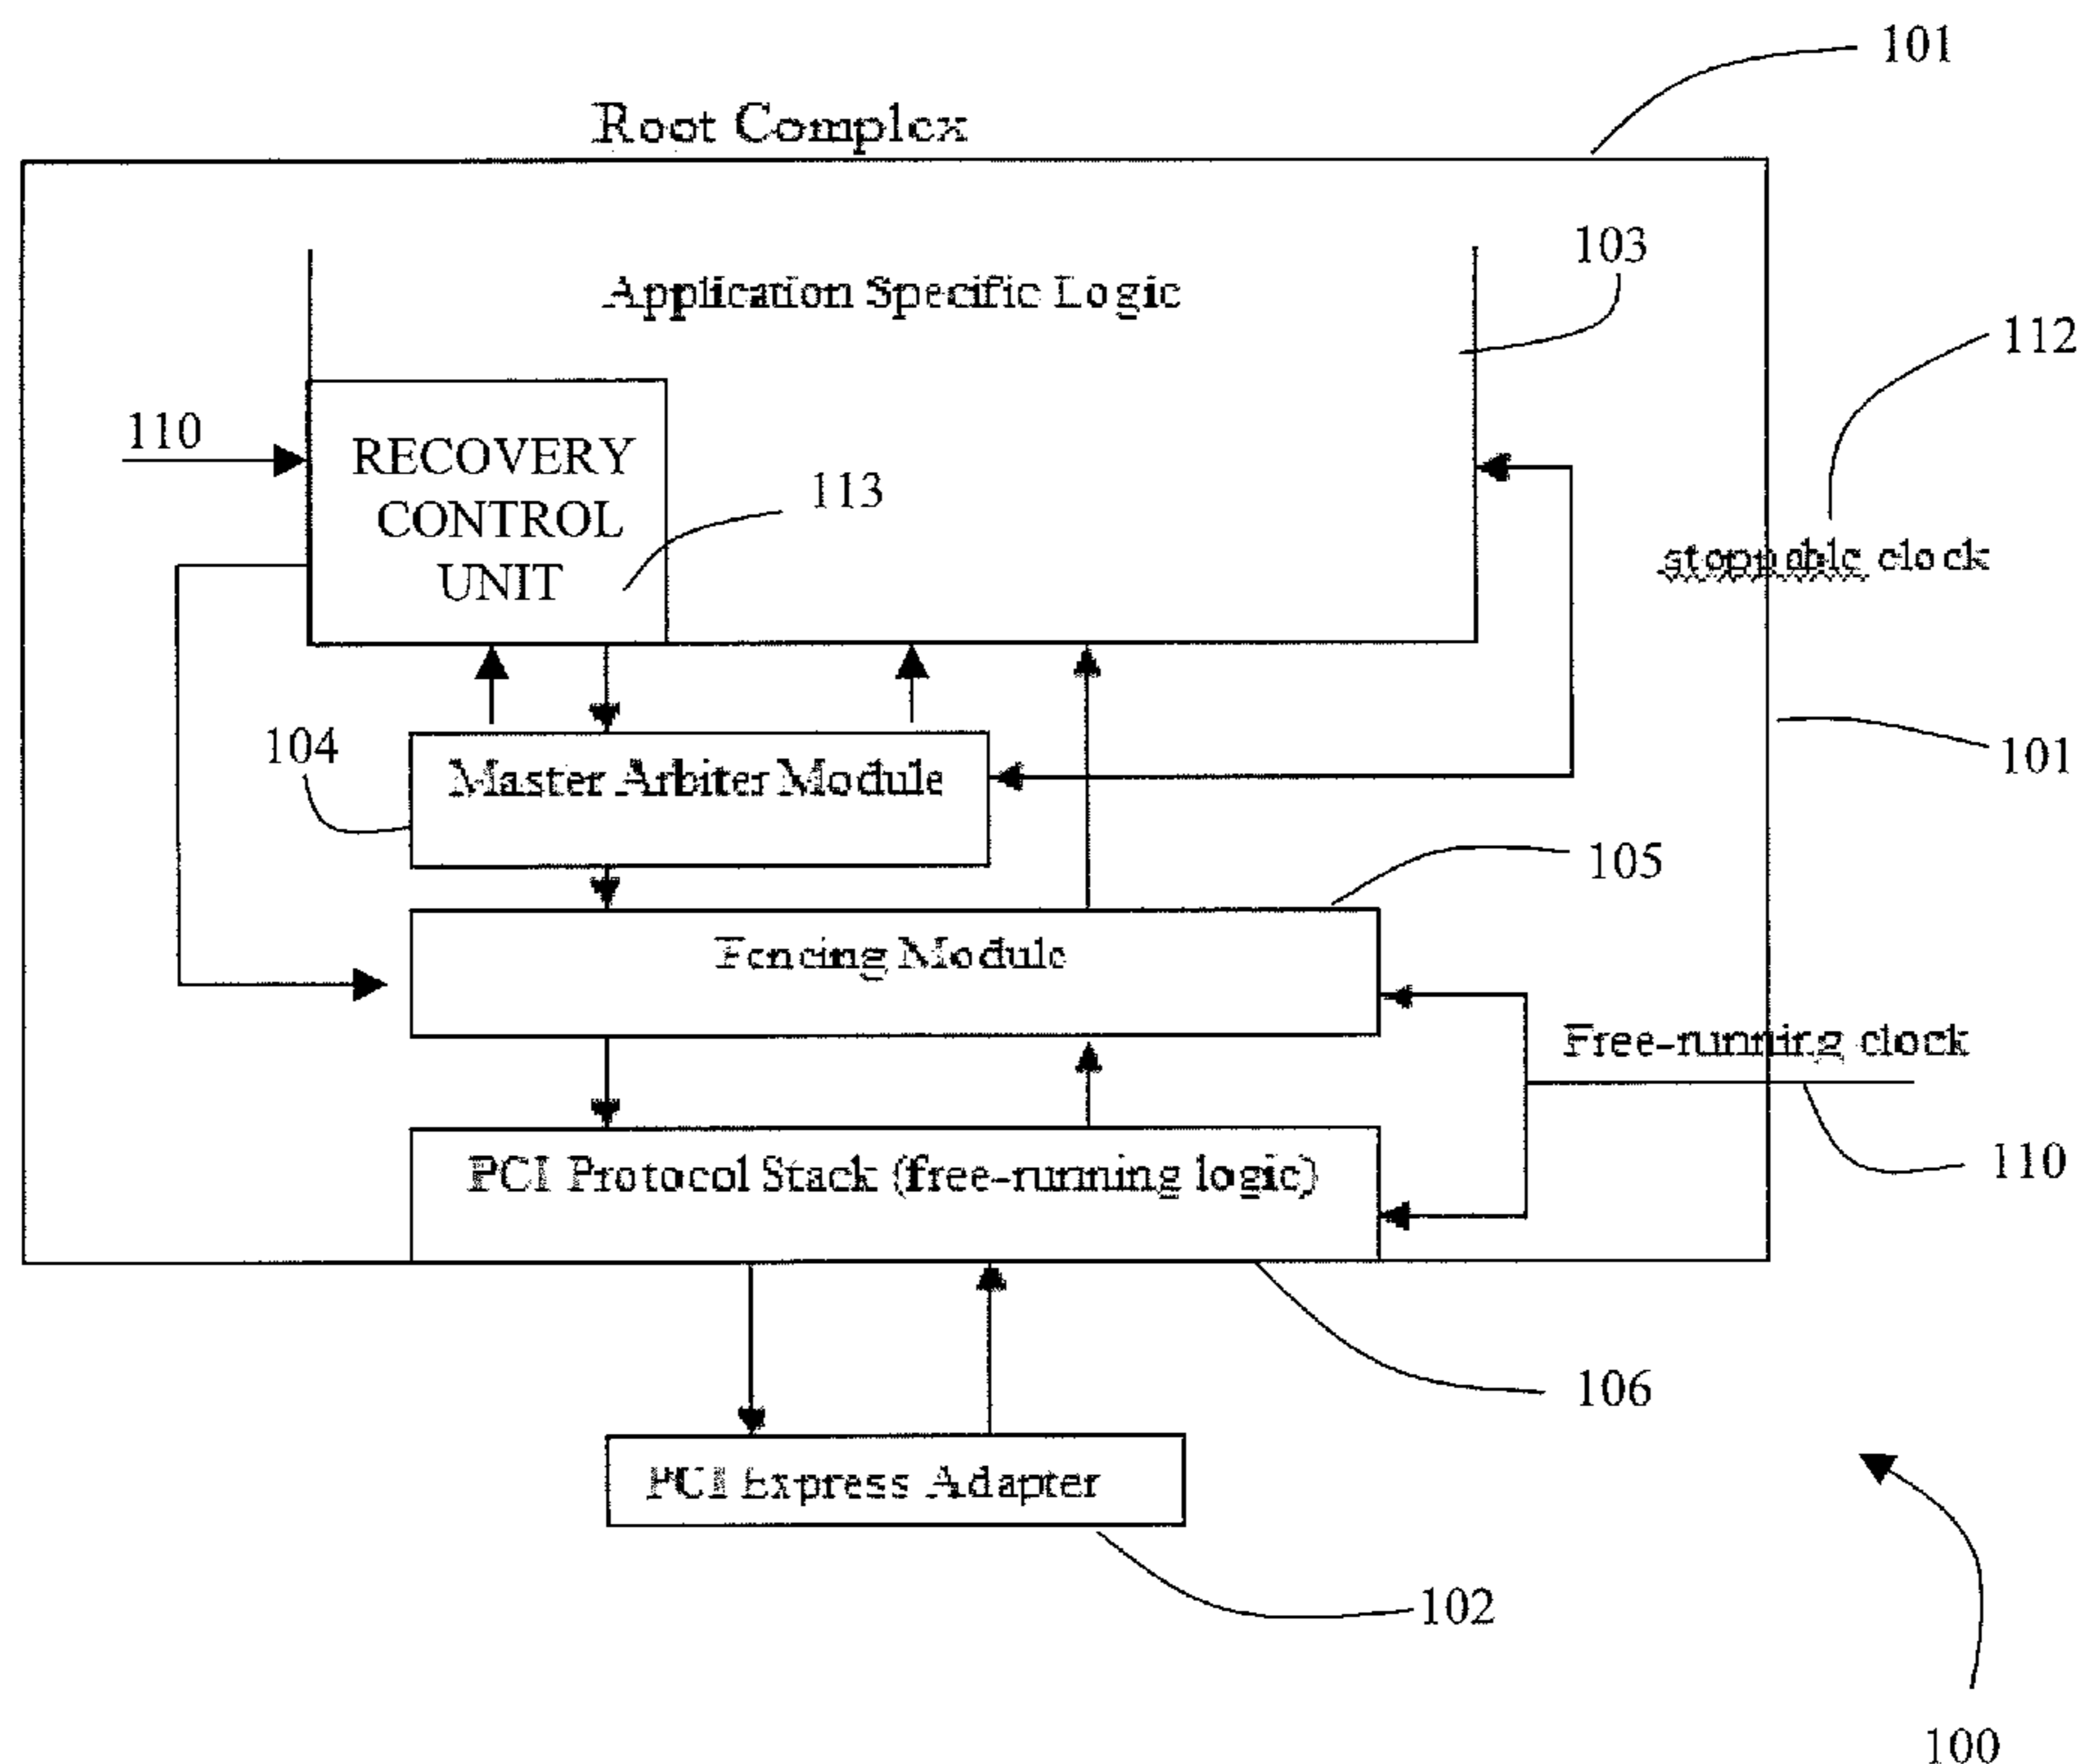 101
Root Complex
103
Application Specific Logic
112
110
RECOVERY
CONTROL
UNIT
113
stoppable clock
104
Master Arbiter Module
101
105
Fencing Module
Free-running clock
PCI Protocol Stack (free-running logic)
110
106
PCI Express Adapter
102
100